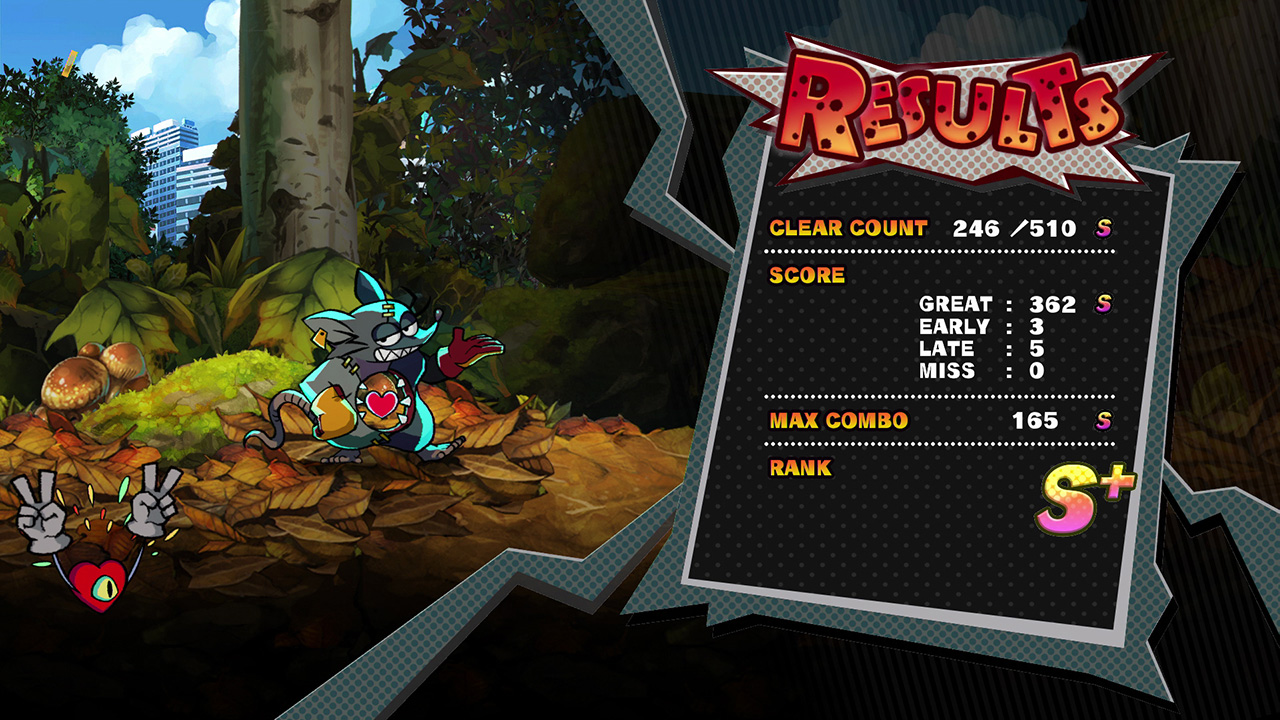 RESULTS
CLEAR COUNT 246 /510 S
SCORE
GREAT : 362 S
EARLY : 3
LATE : 5
MISS : 0
MAX COMBO 165 S
RANK S+